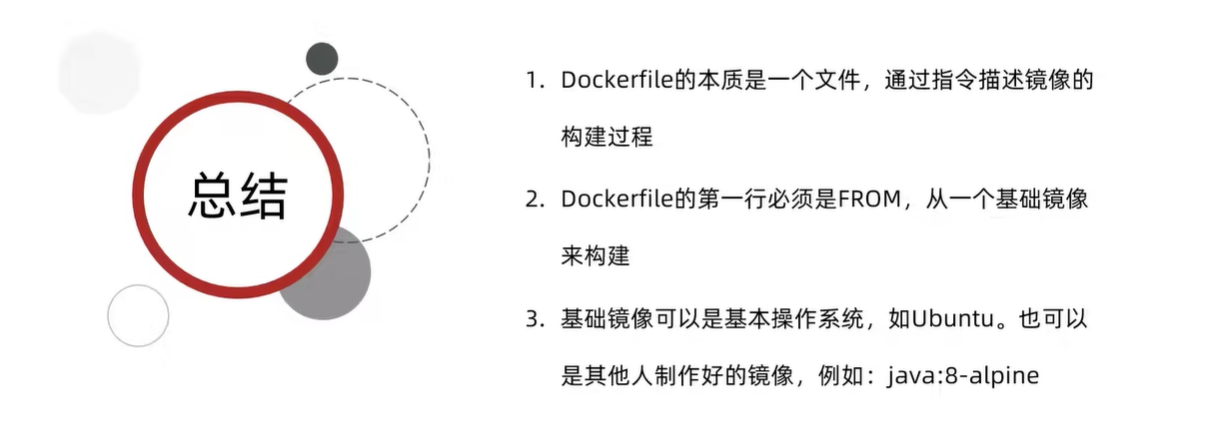 总结
1. Dockerfile的本质是一个文件，通过指令描述镜像的
构建过程
2. Dockerfile的第一行必须是FROM，从一个基础镜像
来构建
3. 基础镜像可以是基本操作系统，如Ubuntu。也可以
是其他人制作好的镜像，例如：java:8-alpine